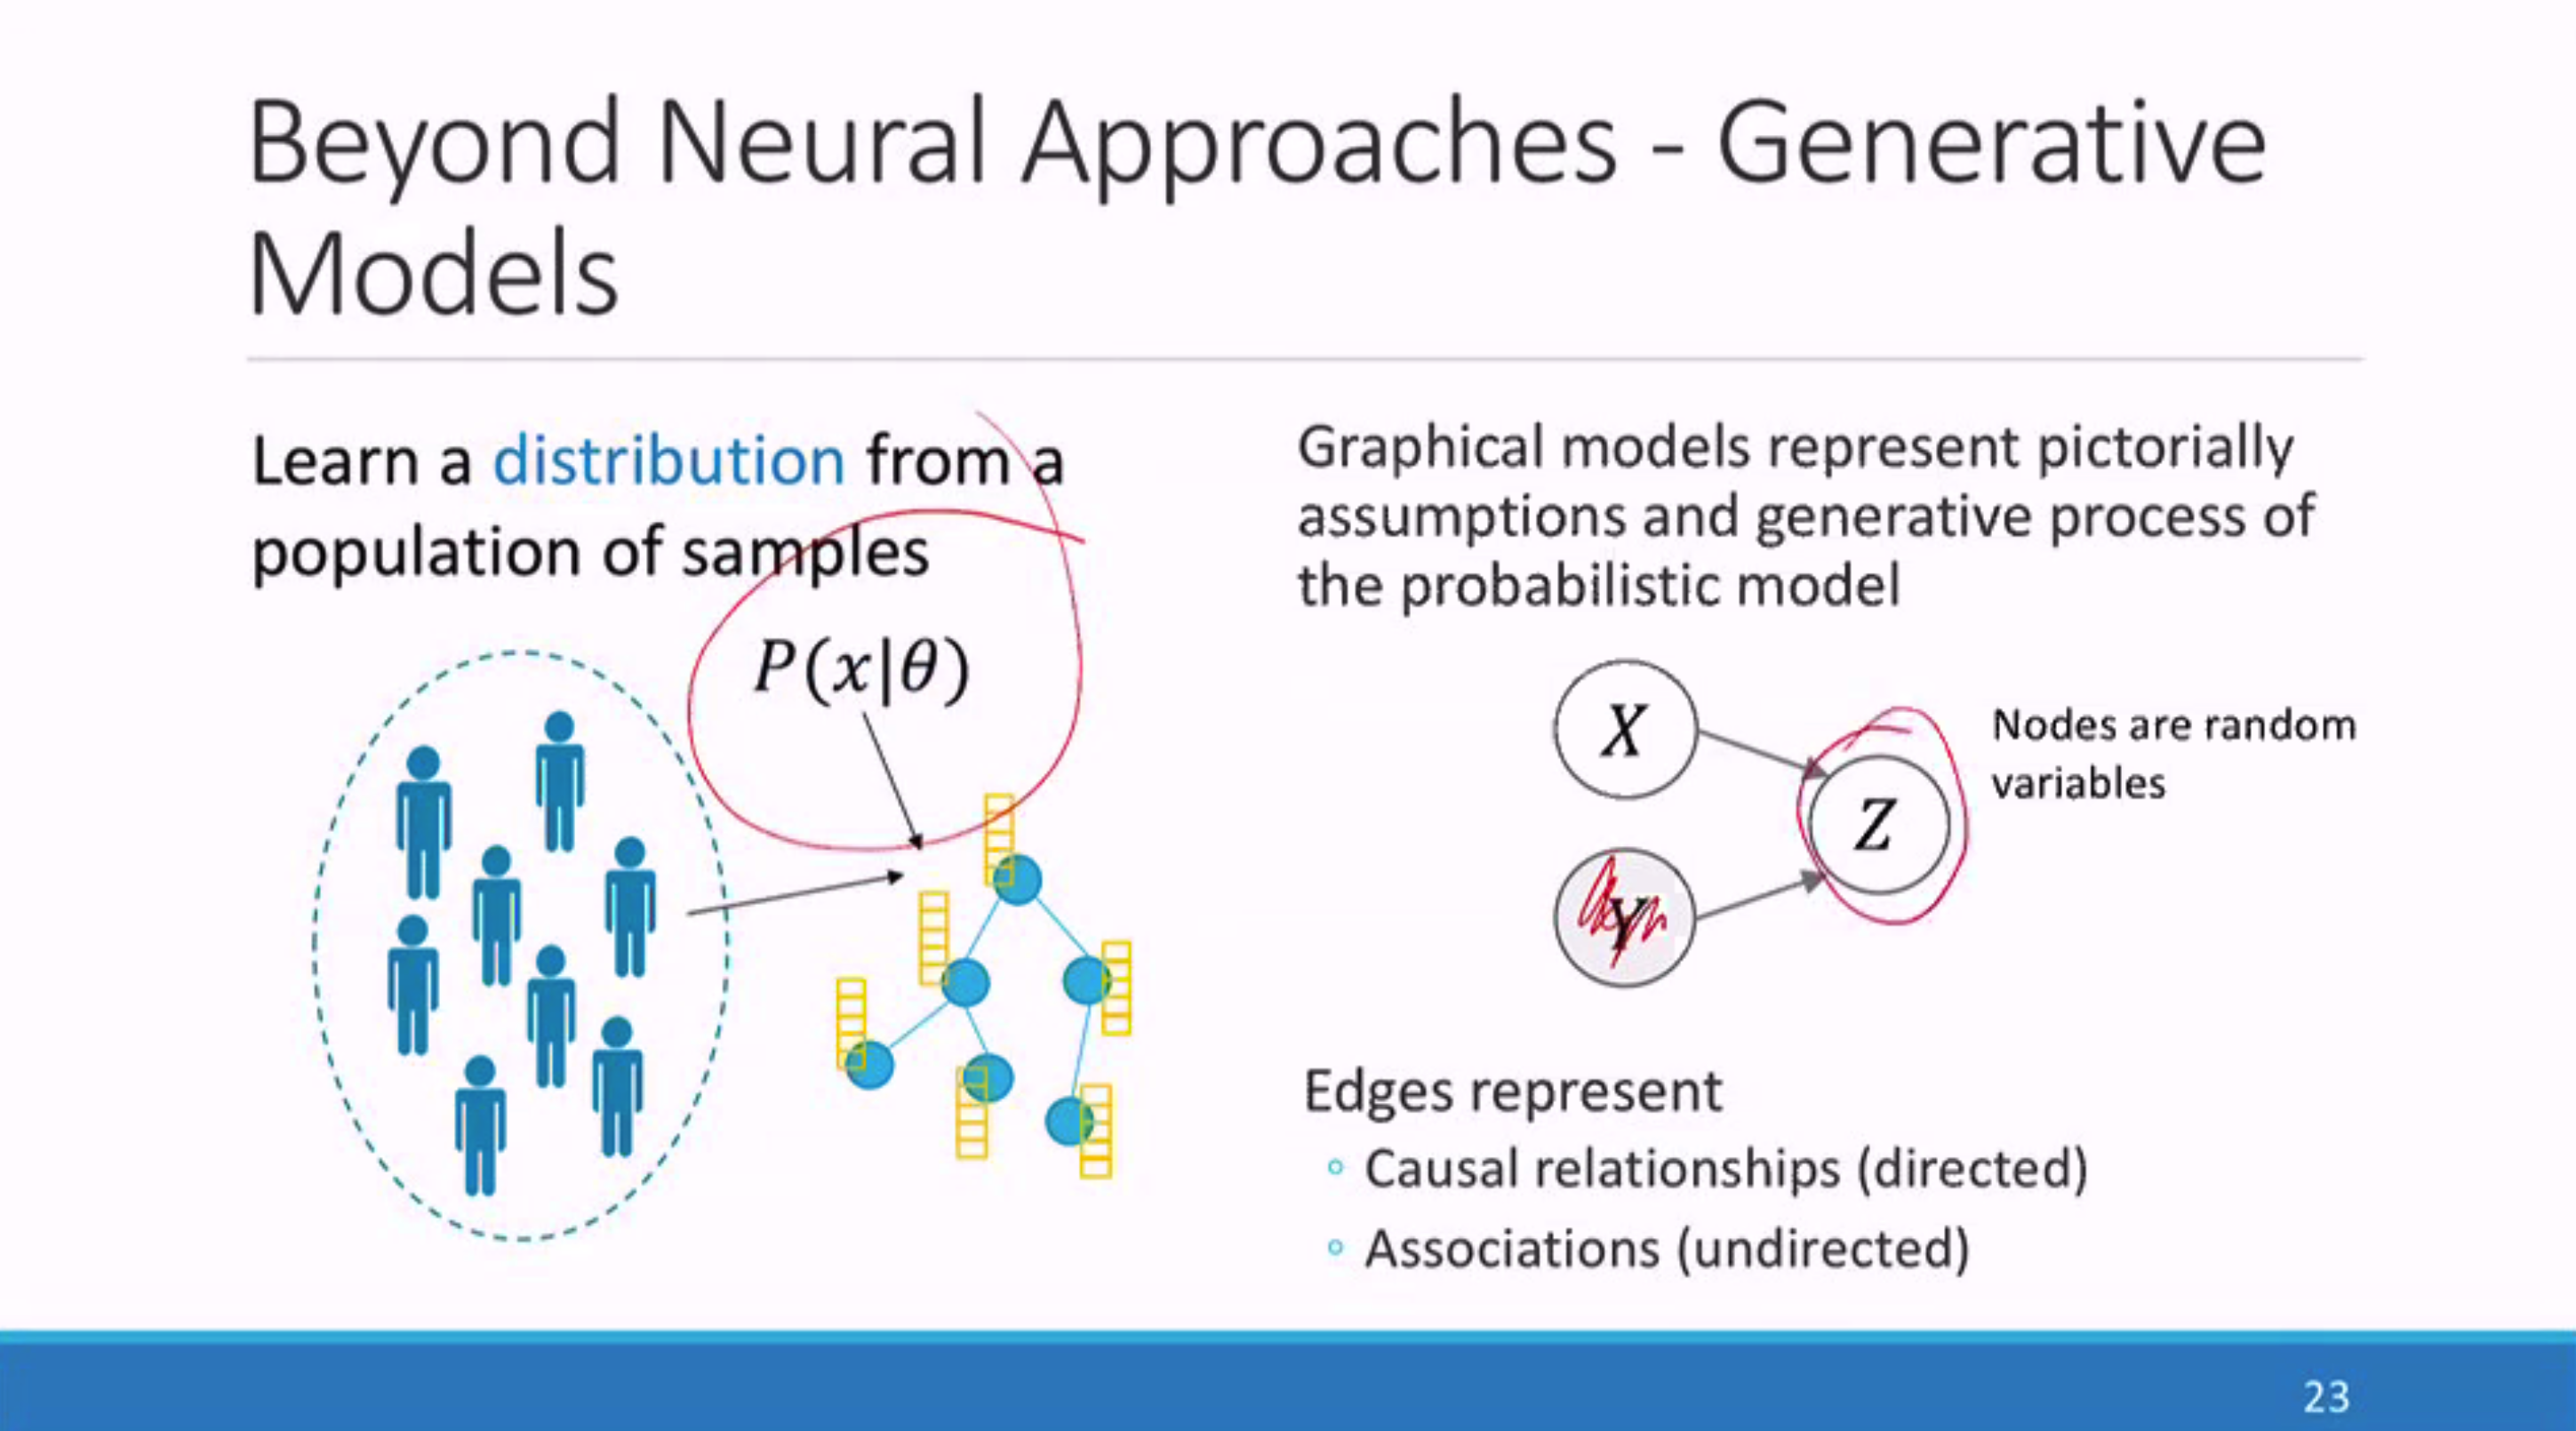 Beyond Neural Approaches - Generative
Models
Learn a distribution from a
population of samples
P(x|θ)
Graphical models represent pictorially
assumptions and generative process of
the probabilistic model
X
Z
Y
Nodes are random
variables
Edges represent
Causal relationships (directed)
Associations (undirected)
23